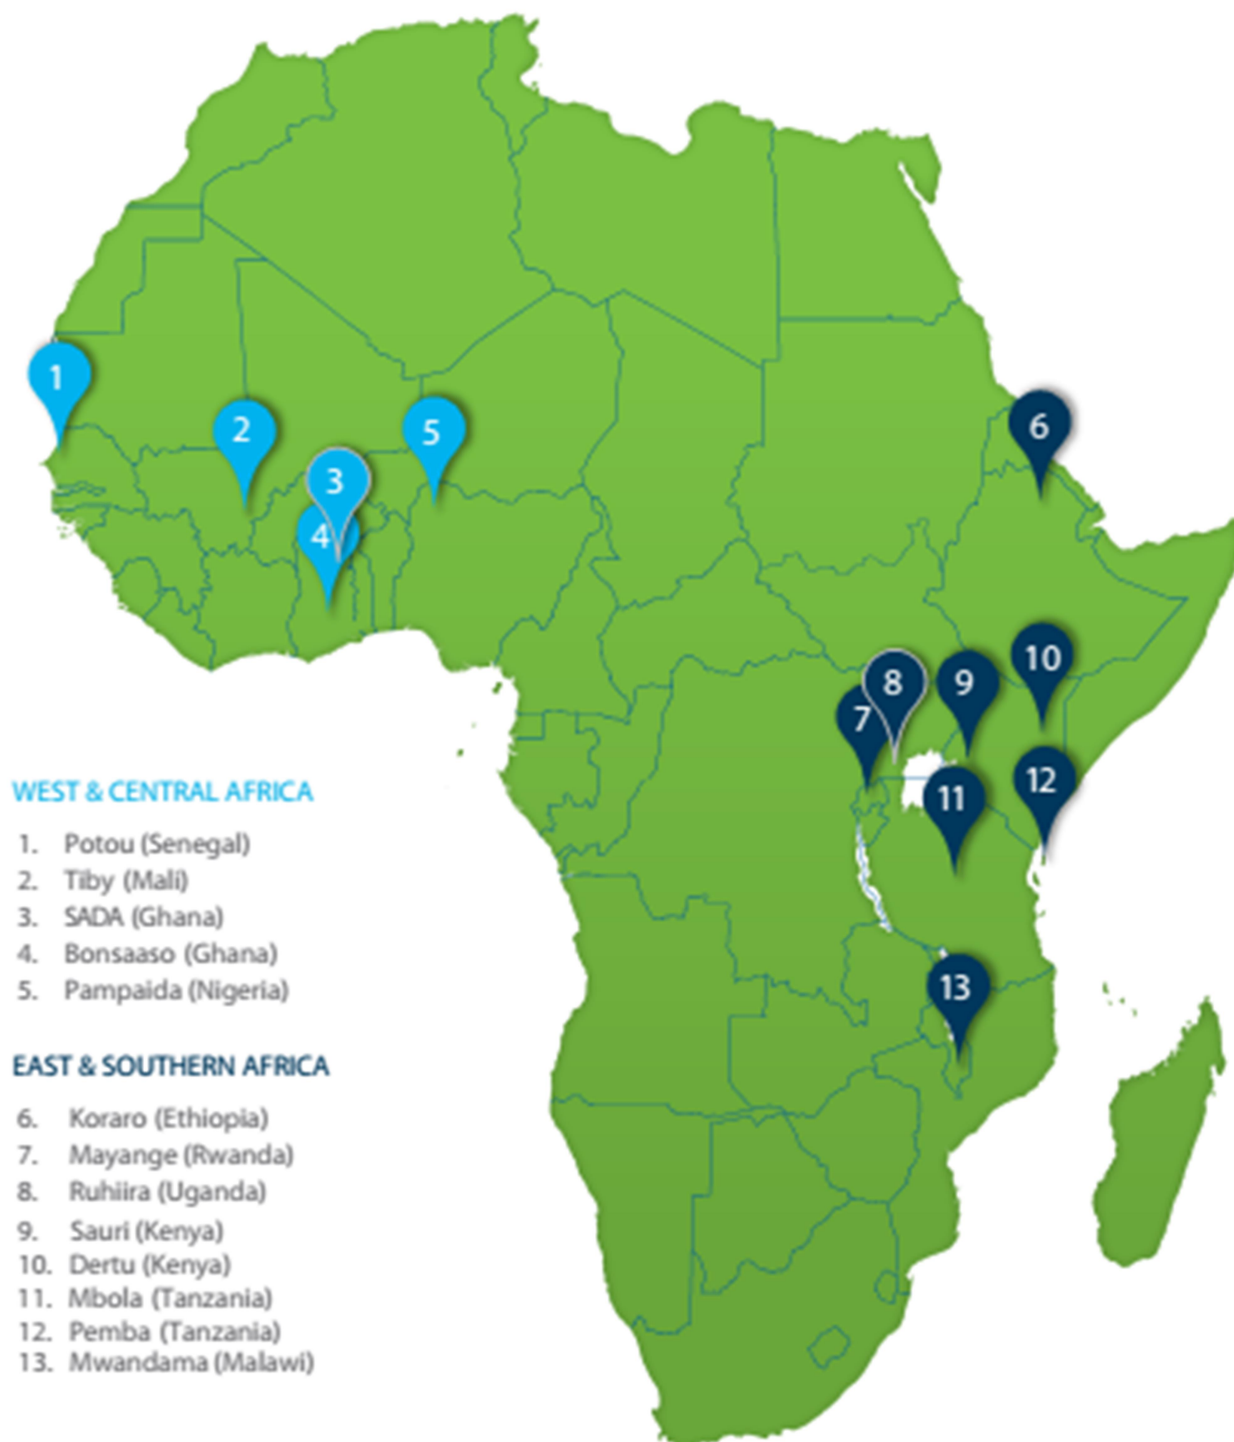 1
2
3
4
5
6
7
8
9
10
11
12
13
WEST & CENTRAL AFRICA
1. Potou (Senegal)
2. Tiby (Mali)
3. SADA (Ghana)
4. Bonsaaso (Ghana)
5. Pampaida (Nigeria)
EAST & SOUTHERN AFRICA
6. Koraro (Ethiopia)
7. Mayange (Rwanda)
8. Ruhiira (Uganda)
9. Sauri (Kenya)
10. Dertu (Kenya)
11. Mbola (Tanzania)
12. Pemba (Tanzania)
13. Mwandama (Malawi)